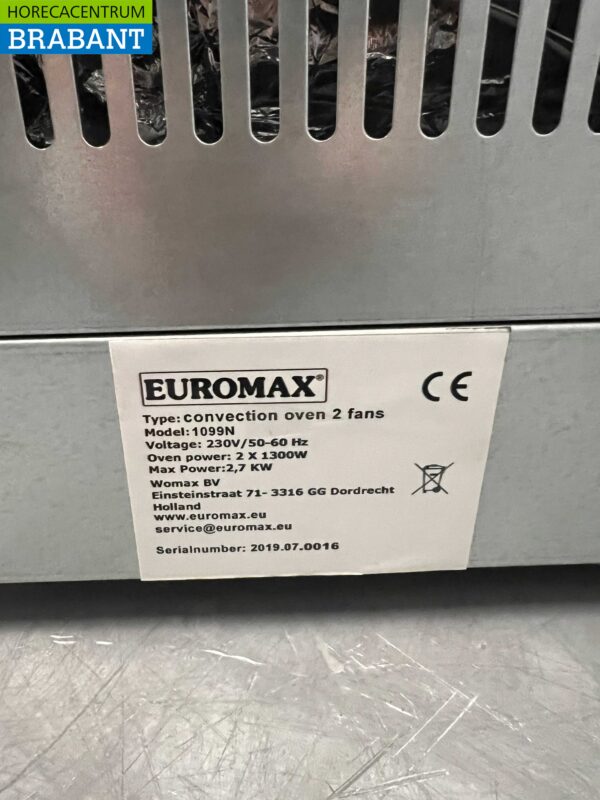 HORECACENTRUM
BRABANT
EUROMAX®
CE
Type: convection oven 2 fans
Model: 1099N
Voltage: 230V/50-60 Hz
Oven power: 2 X 1300W
Max Power:2,7 KW
Womax BV
Einsteinstraat 71- 3316 GG Dordrecht
Holland
www.euromax.eu
service@euromax.eu
Serialnumber: 2019.07.0016